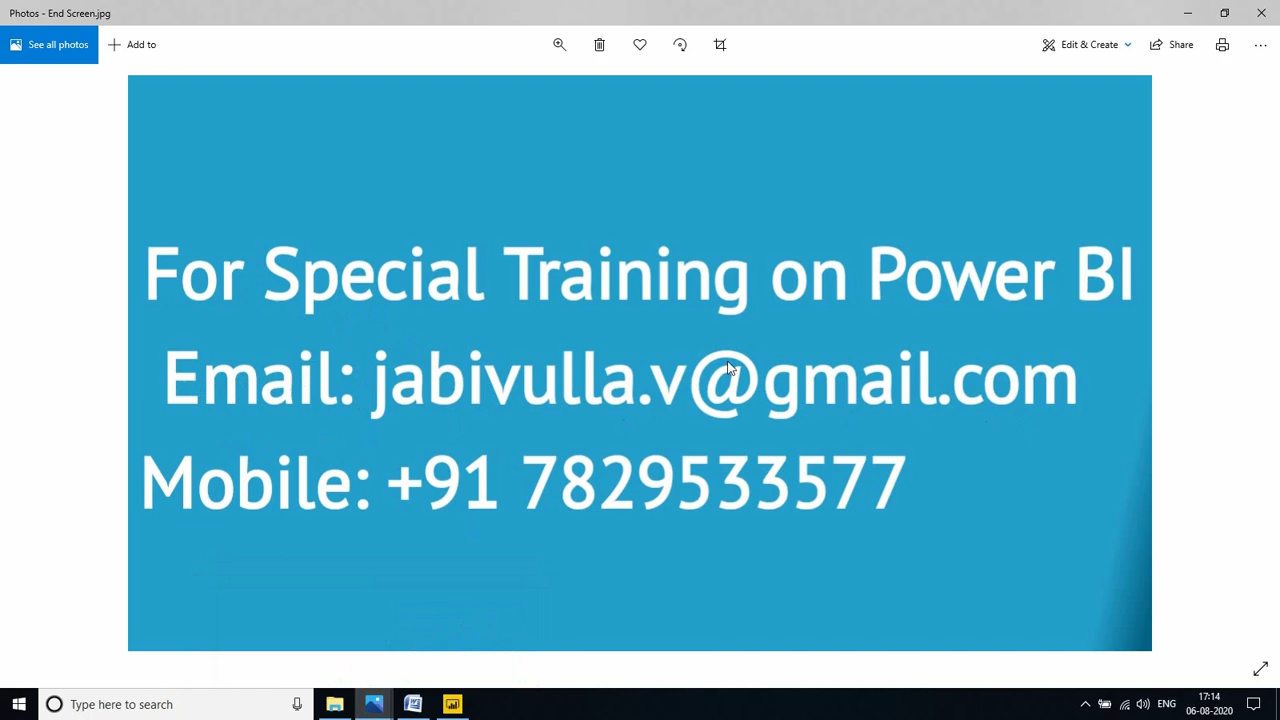 Photos - End Screen.jpg
See all photos
Add to
Edit & Create
Share
For Special Training on Power BI
Email: jabivulla.v@gmail.com
Mobile: +91 7829533577
Type here to search
ENG
17:14
06-08-2020